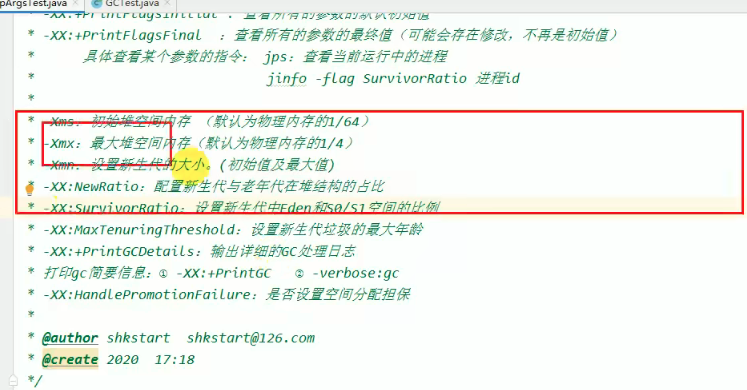 pArgsTest.java × GCTest.java ×
* -XX:+PrintFlagsInitial : 查看所有的参数的默认初始值
* -XX:+PrintFlagsFinal ：查看所有的参数的最终值（可能会存在修改，不再是初始值）
* 具体查看某个参数的指令： jps：查看当前运行中的进程
* jinfo -flag SurvivorRatio 进程id
*
* -Xms：初始堆空间内存 （默认为物理内存的1/64）
* -Xmx：最大堆空间内存（默认为物理内存的1/4）
* -Xmn：设置新生代的大小。(初始值及最大值)
* -XX:NewRatio：配置新生代与老年代在堆结构的占比
* -XX:SurvivorRatio：设置新生代中Eden和S0/S1空间的比例
* -XX:MaxTenuringThreshold：设置新生代垃圾的最大年龄
* -XX:+PrintGCDetails：输出详细的GC处理日志
* 打印gc简要信息：① -XX:+PrintGC ② -verbose:gc
* -XX:HandlePromotionFailure：是否设置空间分配担保
*
* @author shkstart shkstart@126.com
* @create 2020 17:18
*/